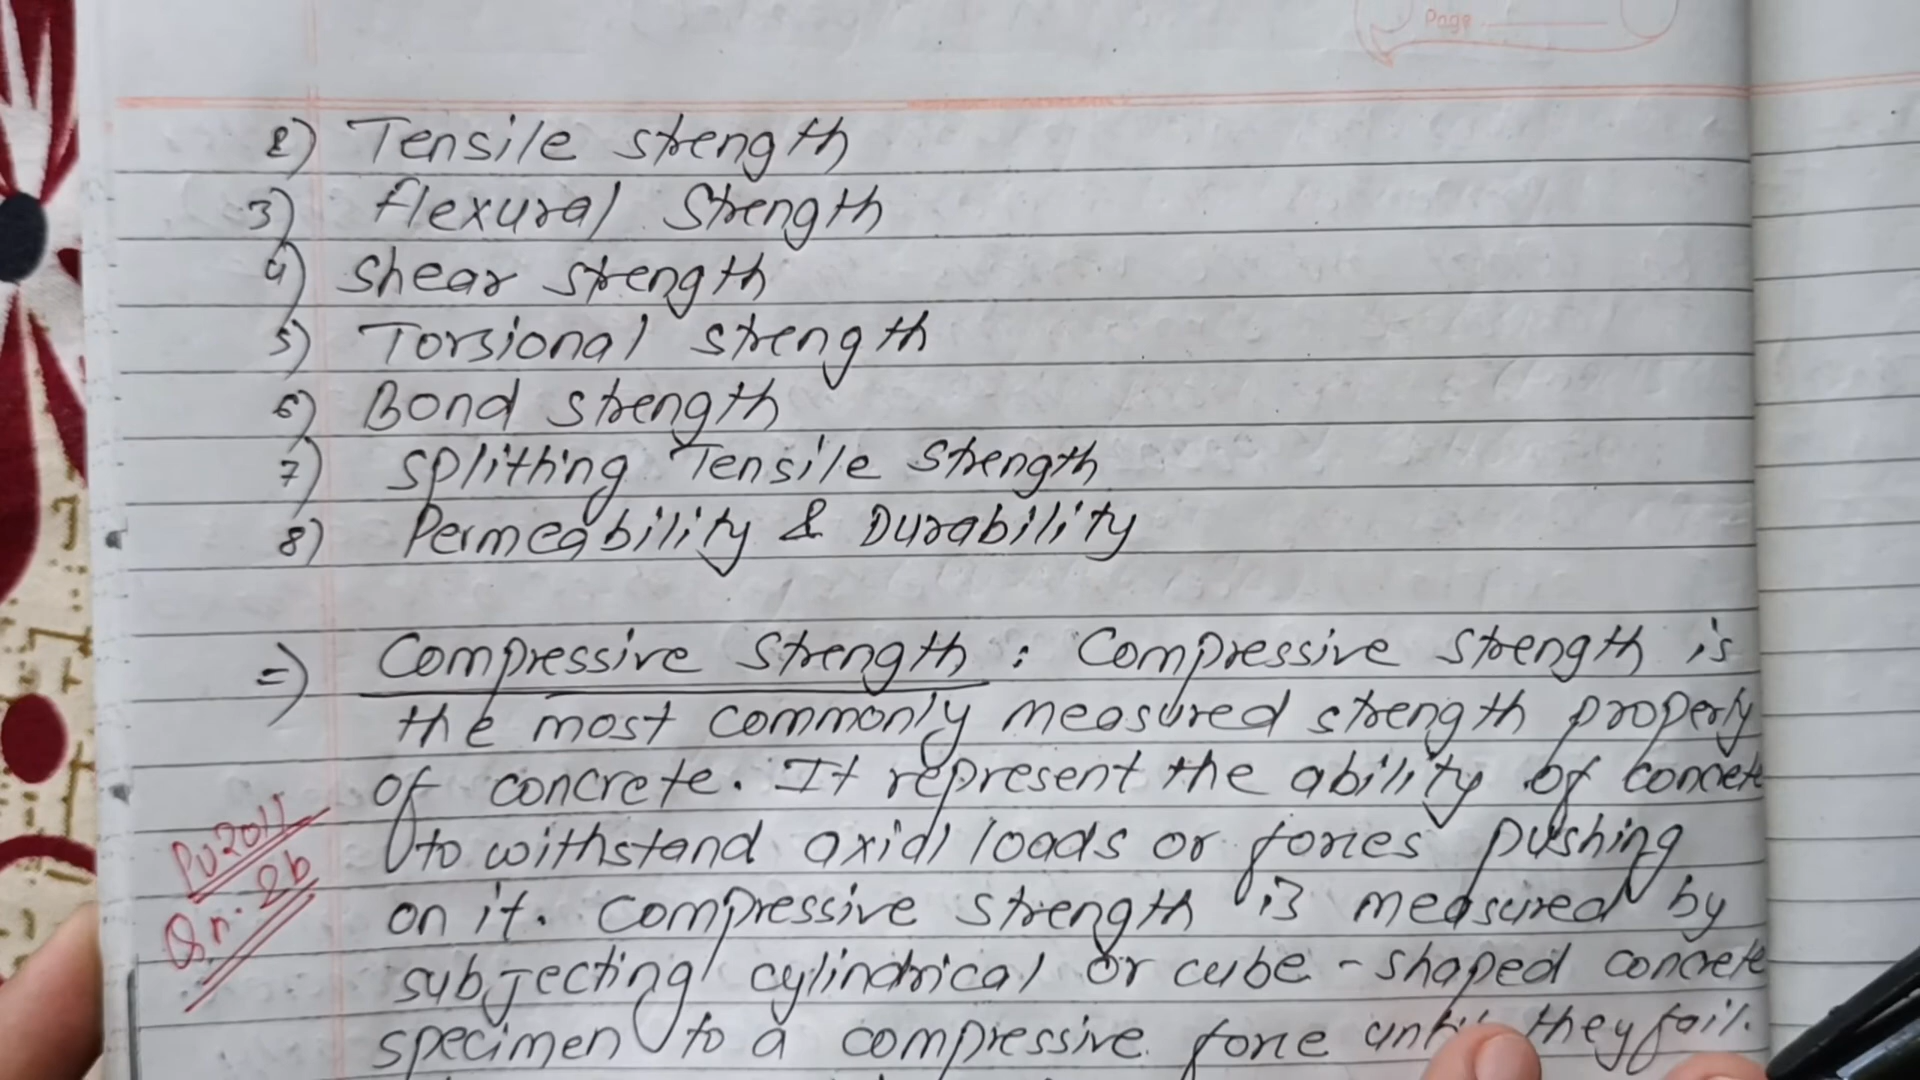 Page
2) Tensile strength
3) flexural Strength
4) Shear strength
5) Torsional strength
6) Bond strength
7) Splitting Tensile Strength
8) Permeability & Durability
=) Compressive Strength : Compressive Strength is
the most commonly measured strength property
of concrete. It represent the ability of concrete
to withstand axial loads or forces pushing
PU 2011
on it. Compressive strength is measured by
Qn. 2b
subjecting cylindrical or cube-shaped concrete
specimen to a compressive force until they fail.